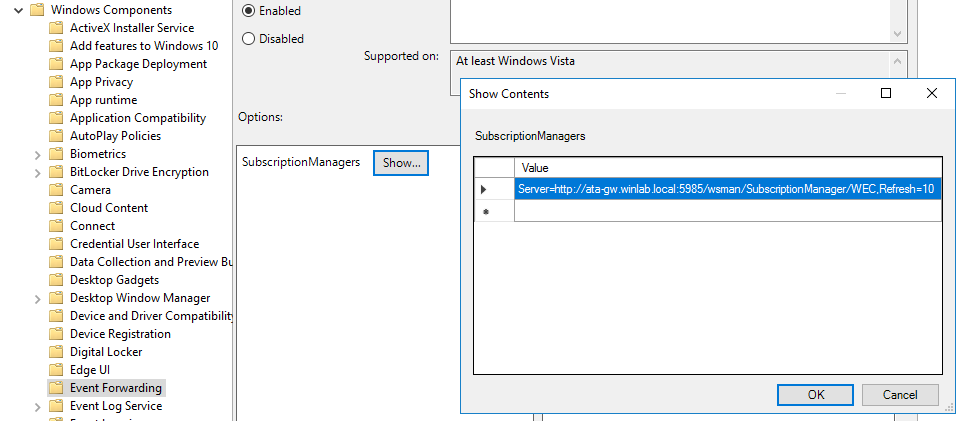 Windows Components
ActiveX Installer Service
Add features to Windows 10
App Package Deployment
App Privacy
App runtime
Application Compatibility
AutoPlay Policies
Biometrics
BitLocker Drive Encryption
Camera
Cloud Content
Connect
Credential User Interface
Data Collection and Preview Bu
Desktop Gadgets
Desktop Window Manager
Device and Driver Compatibility
Device Registration
Digital Locker
Edge UI
Event Forwarding
Event Log Service
Enabled
Disabled
Supported on:
At least Windows Vista
Options:
SubscriptionManagers
Show...
Show Contents
SubscriptionManagers
Value
Server=http://ata-gw.winlab.local:5985/wsman/SubscriptionManager/WEC,Refresh=10
OK
Cancel